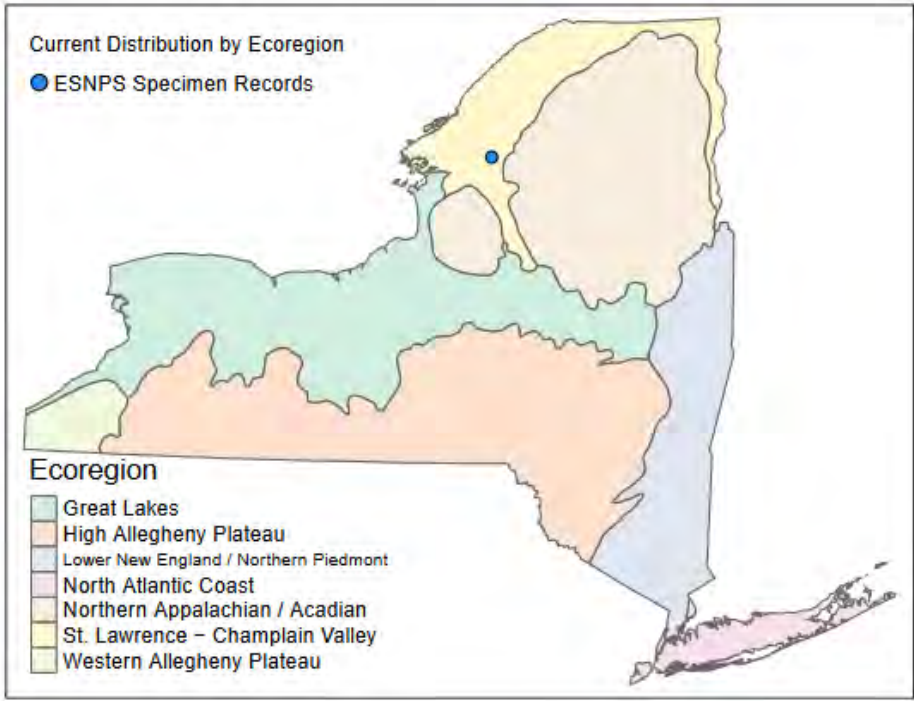 Current Distribution by Ecoregion
ESNPS Specimen Records
Ecoregion
Great Lakes
High Allegheny Plateau
Lower New England / Northern Piedmont
North Atlantic Coast
Northern Appalachian / Acadian
St. Lawrence − Champlain Valley
Western Allegheny Plateau